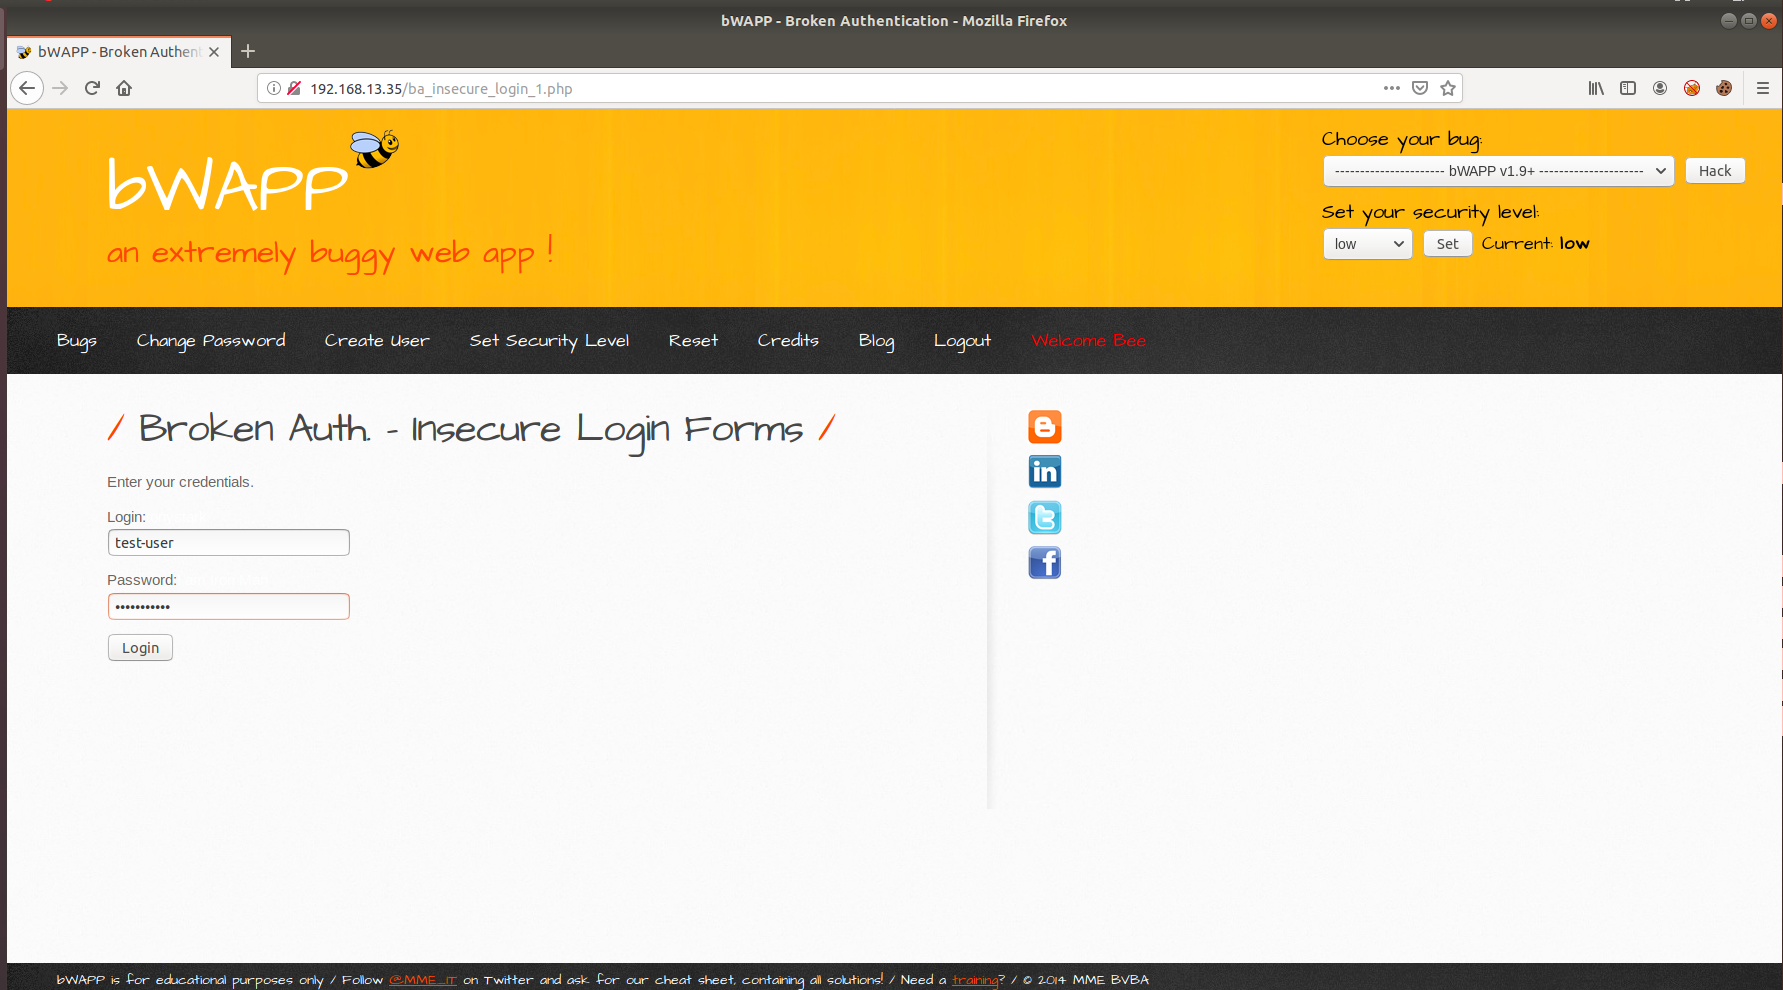 bWAPP - Broken Authentication - Mozilla Firefox
bWAPP - Broken Authent
192.168.13.35/ba_insecure_login_1.php
bWAPP
an extremely buggy web app !
Choose your bug:
---------------------- bWAPP v1.9+ ---------------------
Hack
Set your security level:
low Set Current: low
Bugs Change Password Create User Set Security Level Reset Credits Blog Logout Welcome Bee
/ Broken Auth. - Insecure Login Forms /
Enter your credentials.
Login:
test-user
Password:
•••••••••••
Login
bWAPP is for educational purposes only / Follow @MME_IT on Twitter and ask for our cheat sheet, containing all solutions! / Need a training? / © 2014 MME BVBA